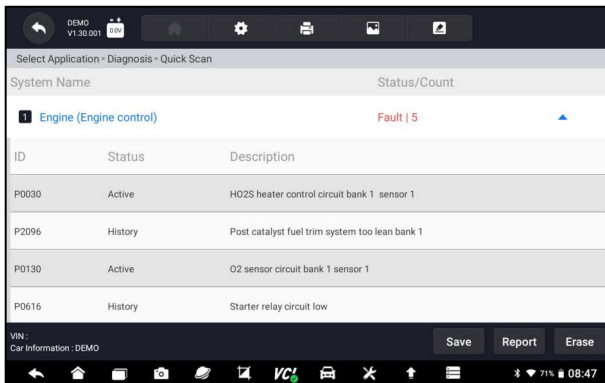 DEMO
V1.30.001
0.0V
Select Application > Diagnosis > Quick Scan
System Name Status/Count
1 Engine (Engine control) Fault | 5
ID Status Description
P0030 Active HO2S heater control circuit bank 1 sensor 1
P2096 History Post catalyst fuel trim system too lean bank 1
P0130 Active O2 sensor circuit bank 1 sensor 1
P0616 History Starter relay circuit low
VIN :
Car Information : DEMO
Save Report Erase
VCI 71% 08:47